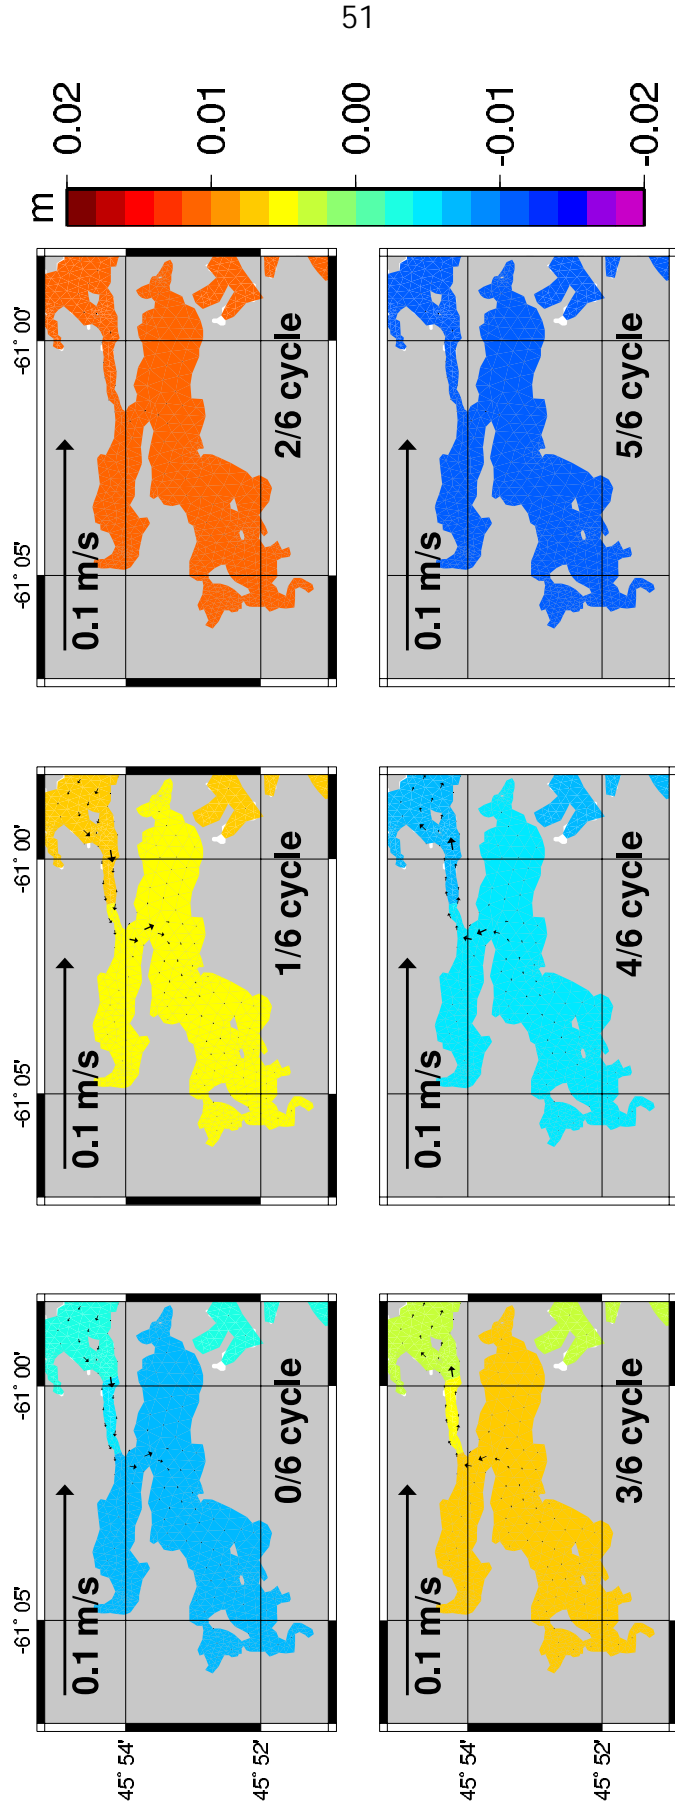 51
m
0.02
0.01
0.00
-0.01
-0.02
-61° 05'
-61° 00'
-61° 05'
-61° 00'
-61° 05'
-61° 00'
45° 54'
45° 52'
0.1 m/s
0/6 cycle
0.1 m/s
1/6 cycle
0.1 m/s
2/6 cycle
45° 54'
45° 52'
0.1 m/s
3/6 cycle
0.1 m/s
4/6 cycle
0.1 m/s
5/6 cycle